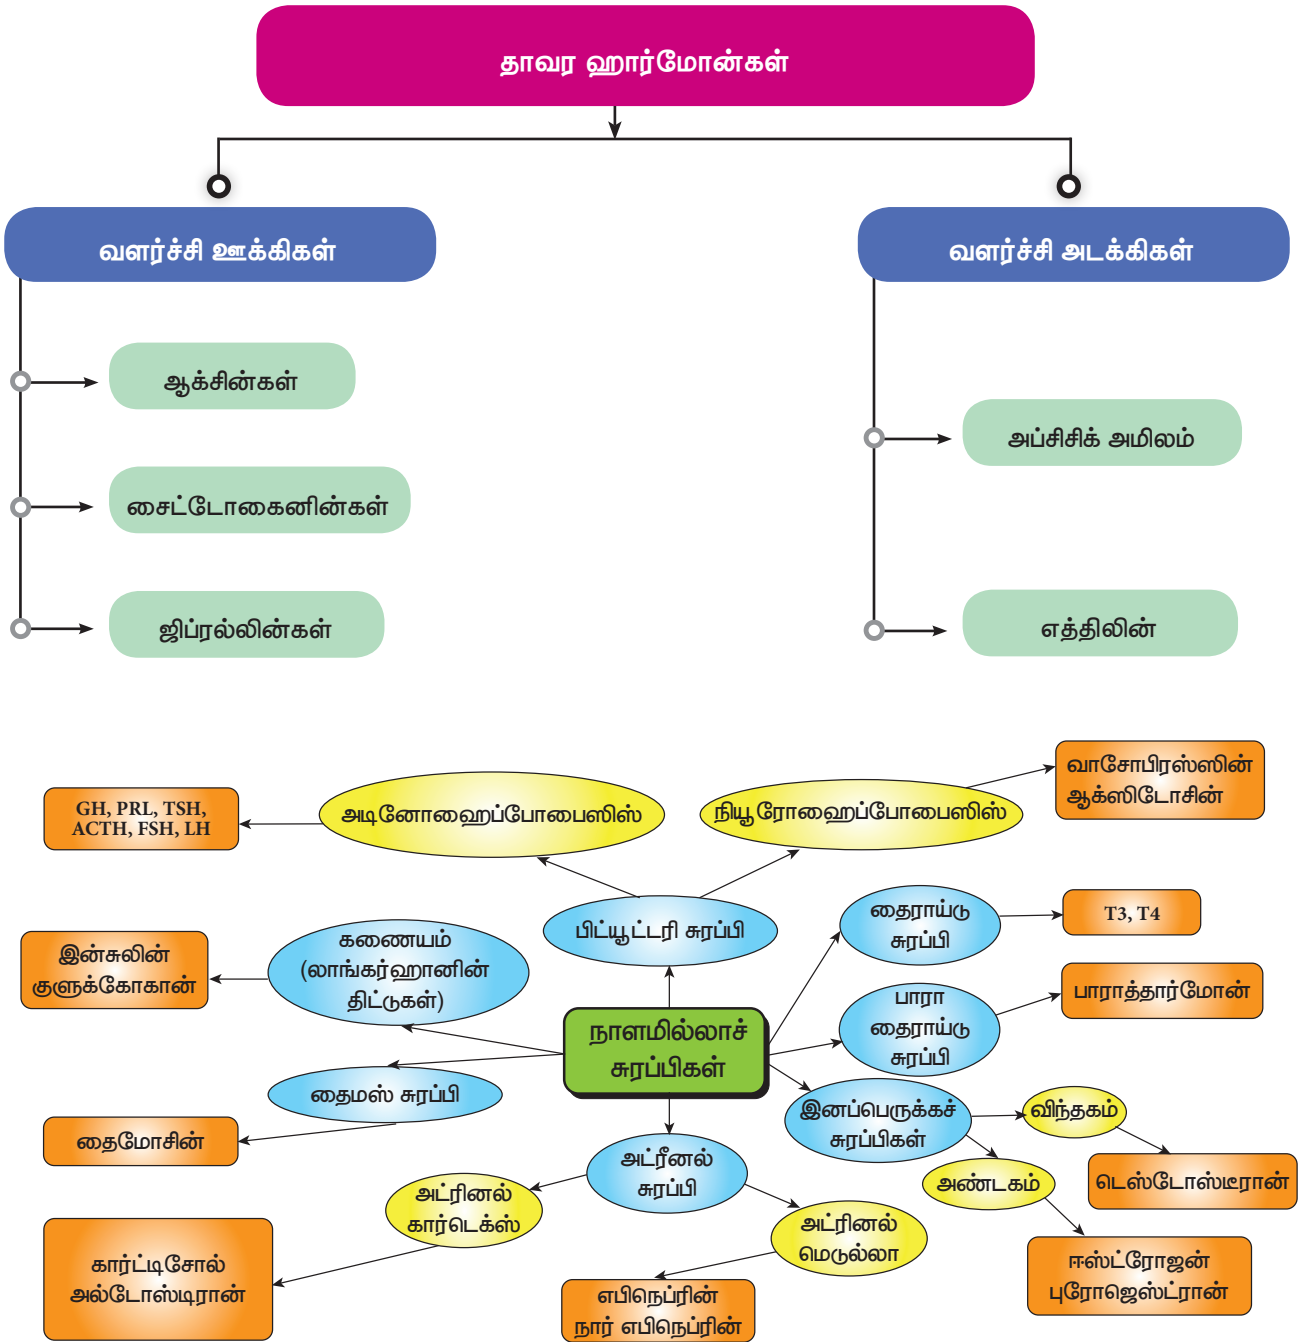 தாவர ஹார்மோன்கள்
வளர்ச்சி ஊக்கிகள்
வளர்ச்சி அடக்கிகள்
ஆக்சின்கள்
அப்சிசிக் அமிலம்
சைட்டோகைனின்கள்
ஜிப்ரல்லின்கள்
எத்திலின்
GH, PRL, TSH,
ACTH, FSH, LH
அடினோஹைப்போபைஸிஸ்
நியூரோஹைப்போபைஸிஸ்
வாசோபிரஸ்ஸின்
ஆக்ஸிடோசின்
பிட்யூட்டரி சுரப்பி
தைராய்டு
சுரப்பி
T3, T4
இன்சுலின்
குளுக்கோகான்
கணையம்
(லாங்கர்ஹானின்
திட்டுகள்)
நாளமில்லாச்
சுரப்பிகள்
பாரா
தைராய்டு
சுரப்பி
பாராத்தார்மோன்
தைமஸ் சுரப்பி
தைமோசின்
இனப்பெருக்கச்
சுரப்பிகள்
விந்தகம்
டெஸ்டோஸ்டீரான்
அண்டகம்
ஈஸ்ட்ரோஜன்
புரோஜெஸ்ட்ரான்
அட்ரீனல்
சுரப்பி
அட்ரினல்
கார்டெக்ஸ்
அட்ரினல்
மெடுல்லா
கார்ட்டிசோல்
அல்டோஸ்டிரான்
எபிநெப்ரின்
நார் எபிநெப்ரின்